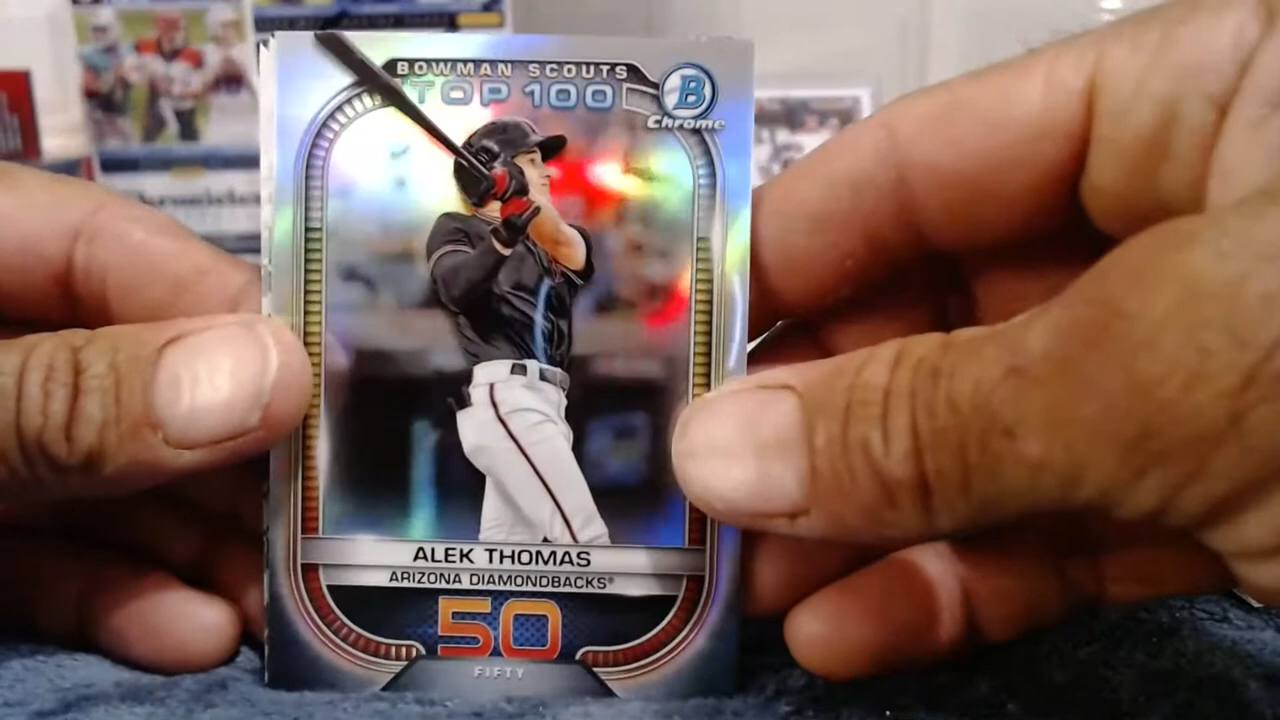 BOWMAN SCOUTS
TOP 100
B
Chrome
ALEK THOMAS
ARIZONA DIAMONDBACKS®
50
FIFTY